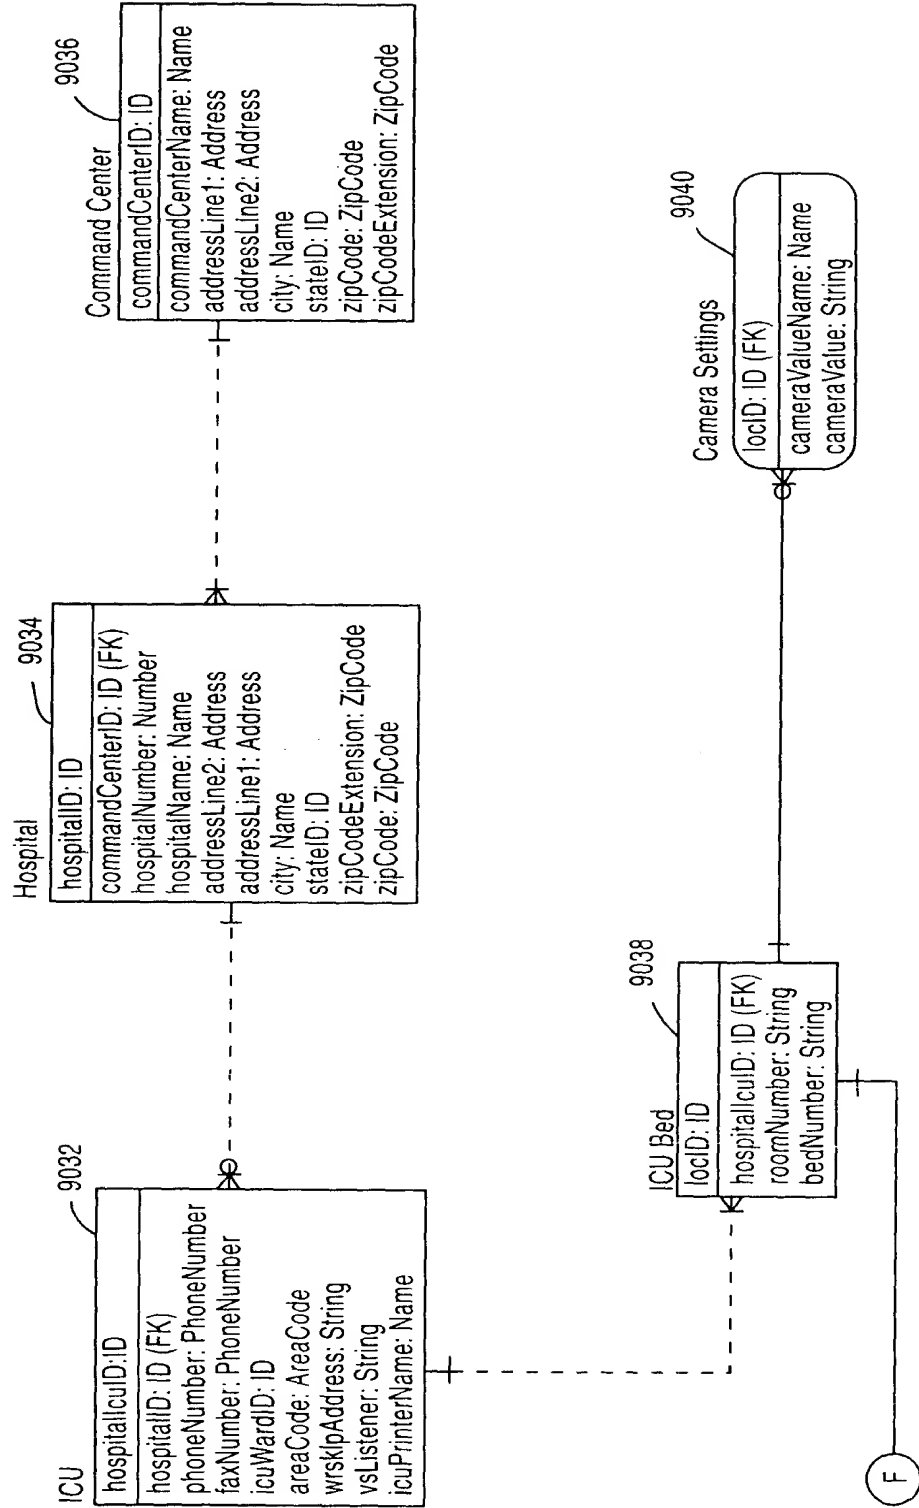 ICU
9032
hospitalIcuID:ID
hospitalID: ID (FK)
phoneNumber: PhoneNumber
faxNumber: PhoneNumber
icuWardID: ID
areaCode: AreaCode
wrskIpAddress: String
vsListener: String
icuPrinterName: Name
Hospital
9034
hospitalID: ID
commandCenterID: ID (FK)
hospitalNumber: Number
hospitalName: Name
addressLine2: Address
addressLine1: Address
city: Name
stateID: ID
zipCodeExtension: ZipCode
zipCode: ZipCode
Command Center
9036
commandCenterID: ID
commandCenterName: Name
addressLine1: Address
addressLine2: Address
city: Name
stateID: ID
zipCode: ZipCode
zipCodeExtension: ZipCode
ICU Bed
9038
locID: ID
hospitalIcuID: ID (FK)
roomNumber: String
bedNumber: String
Camera Settings
9040
locID: ID (FK)
cameraValueName: Name
cameraValue: String
F